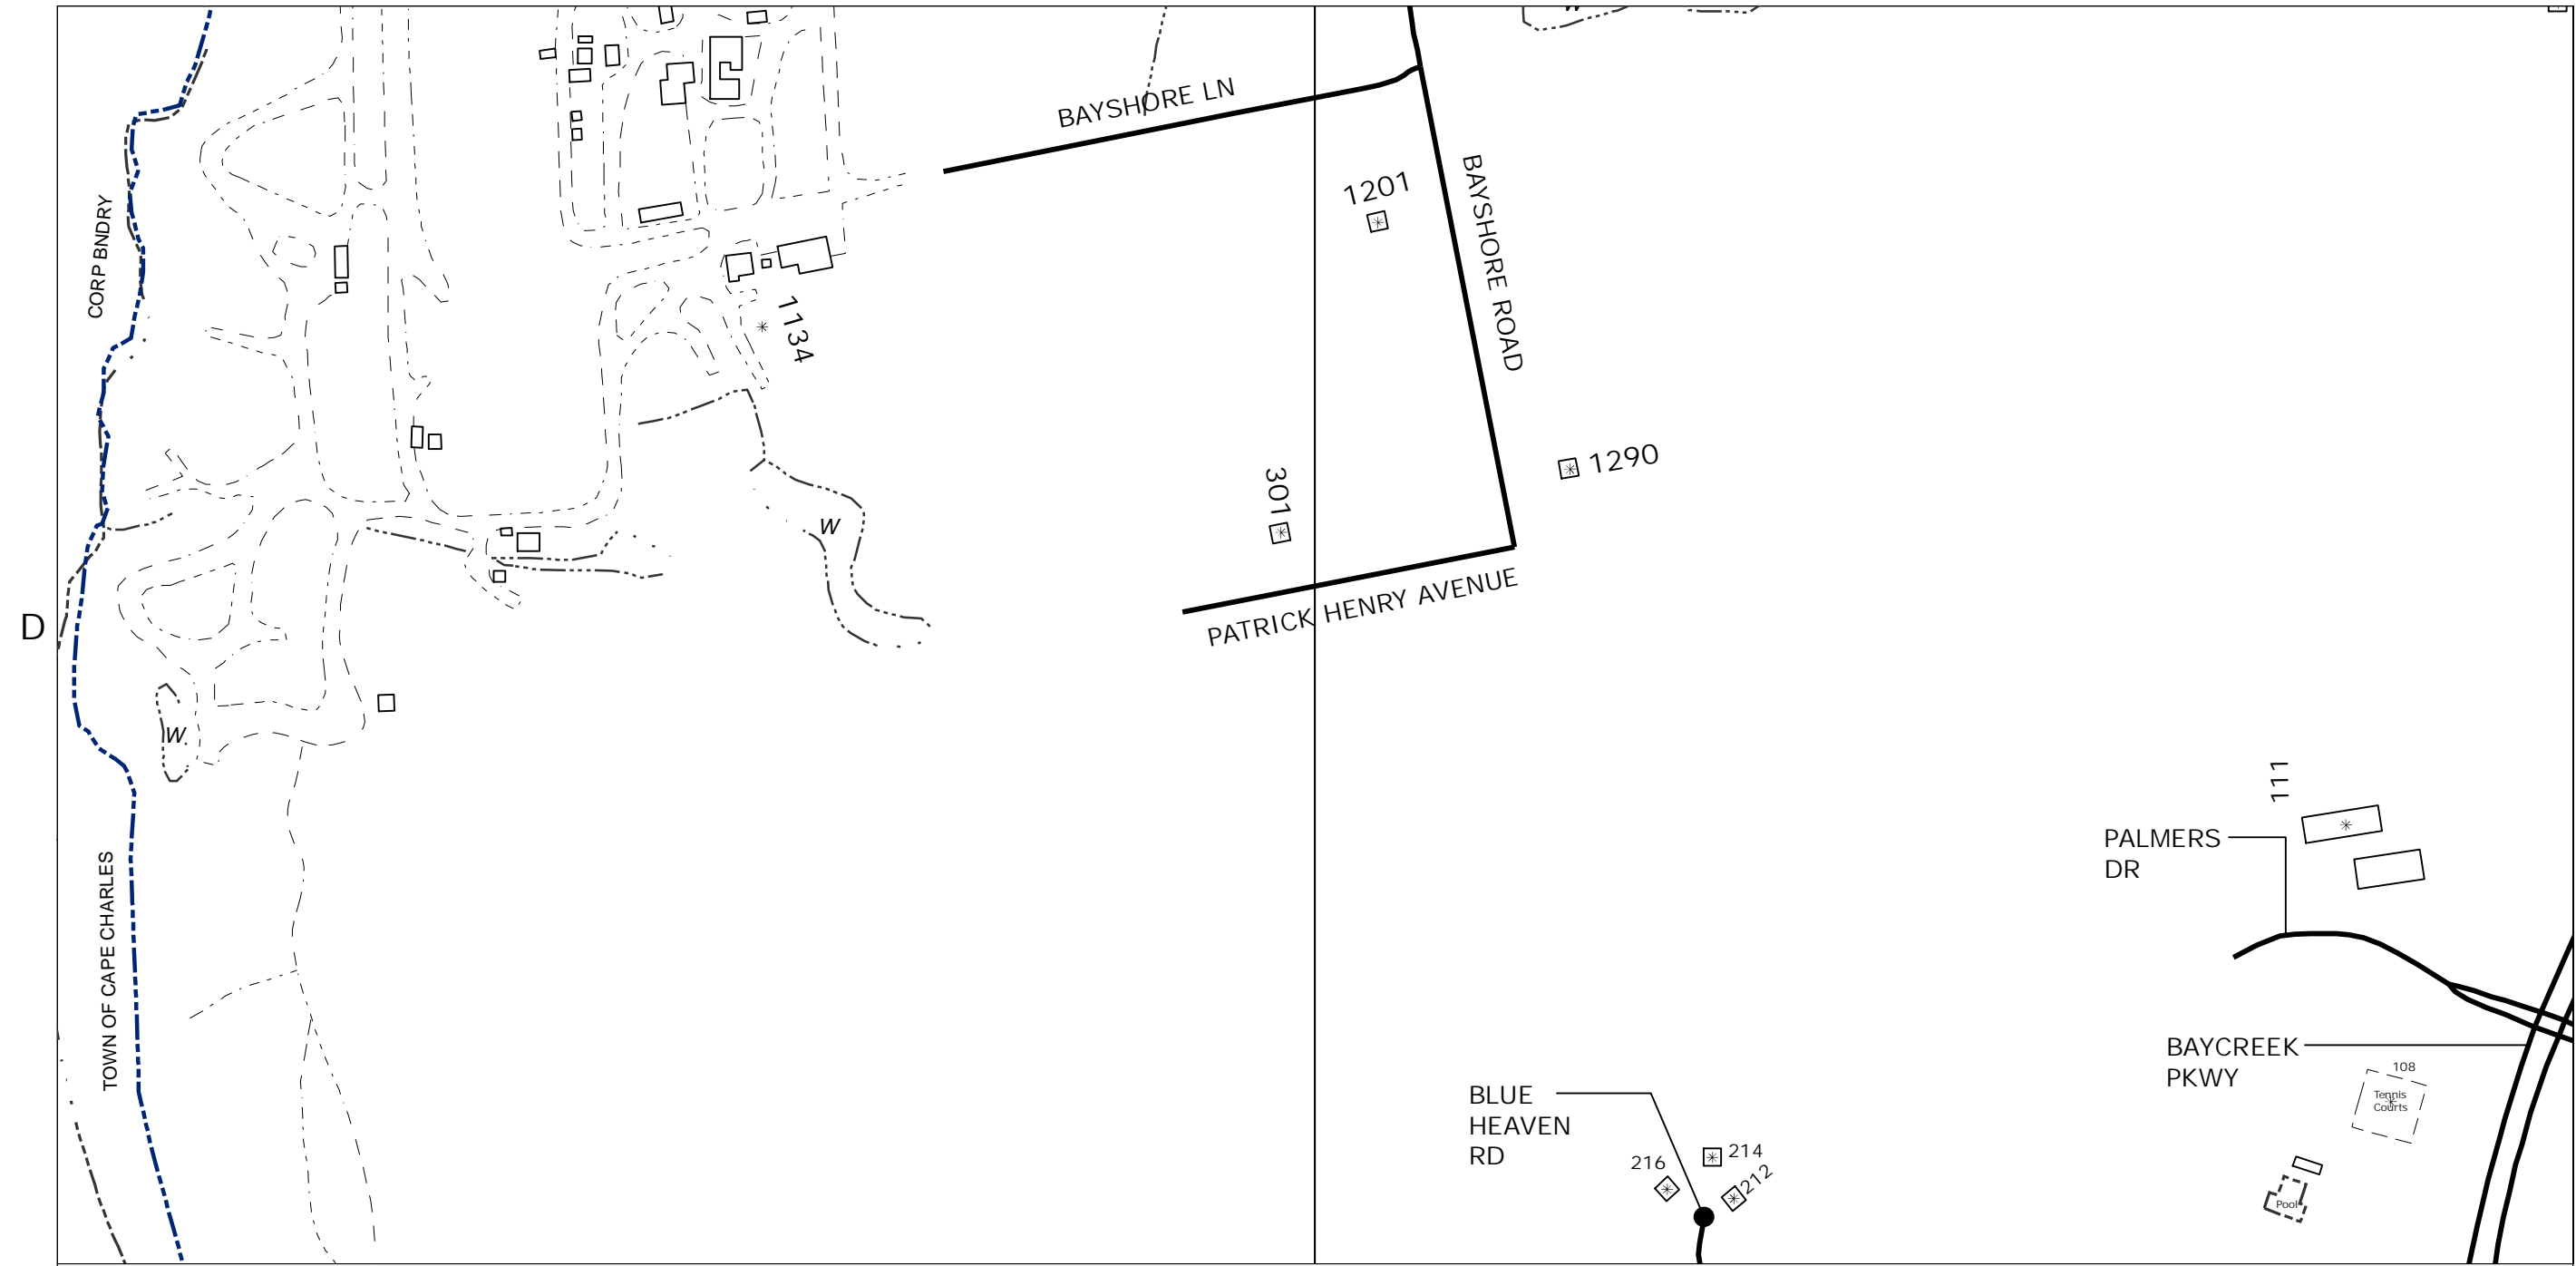 W
BAYSHORE LN
1201
BAYSHORE ROAD
CORP BNDRY
1134
1290
301
W
PATRICK HENRY AVENUE
D
W
111
PALMERS
DR
TOWN OF CAPE CHARLES
BAYCREEK
PKWY
108
Tennis
Courts
BLUE
HEAVEN
RD
214
216
212
Pool